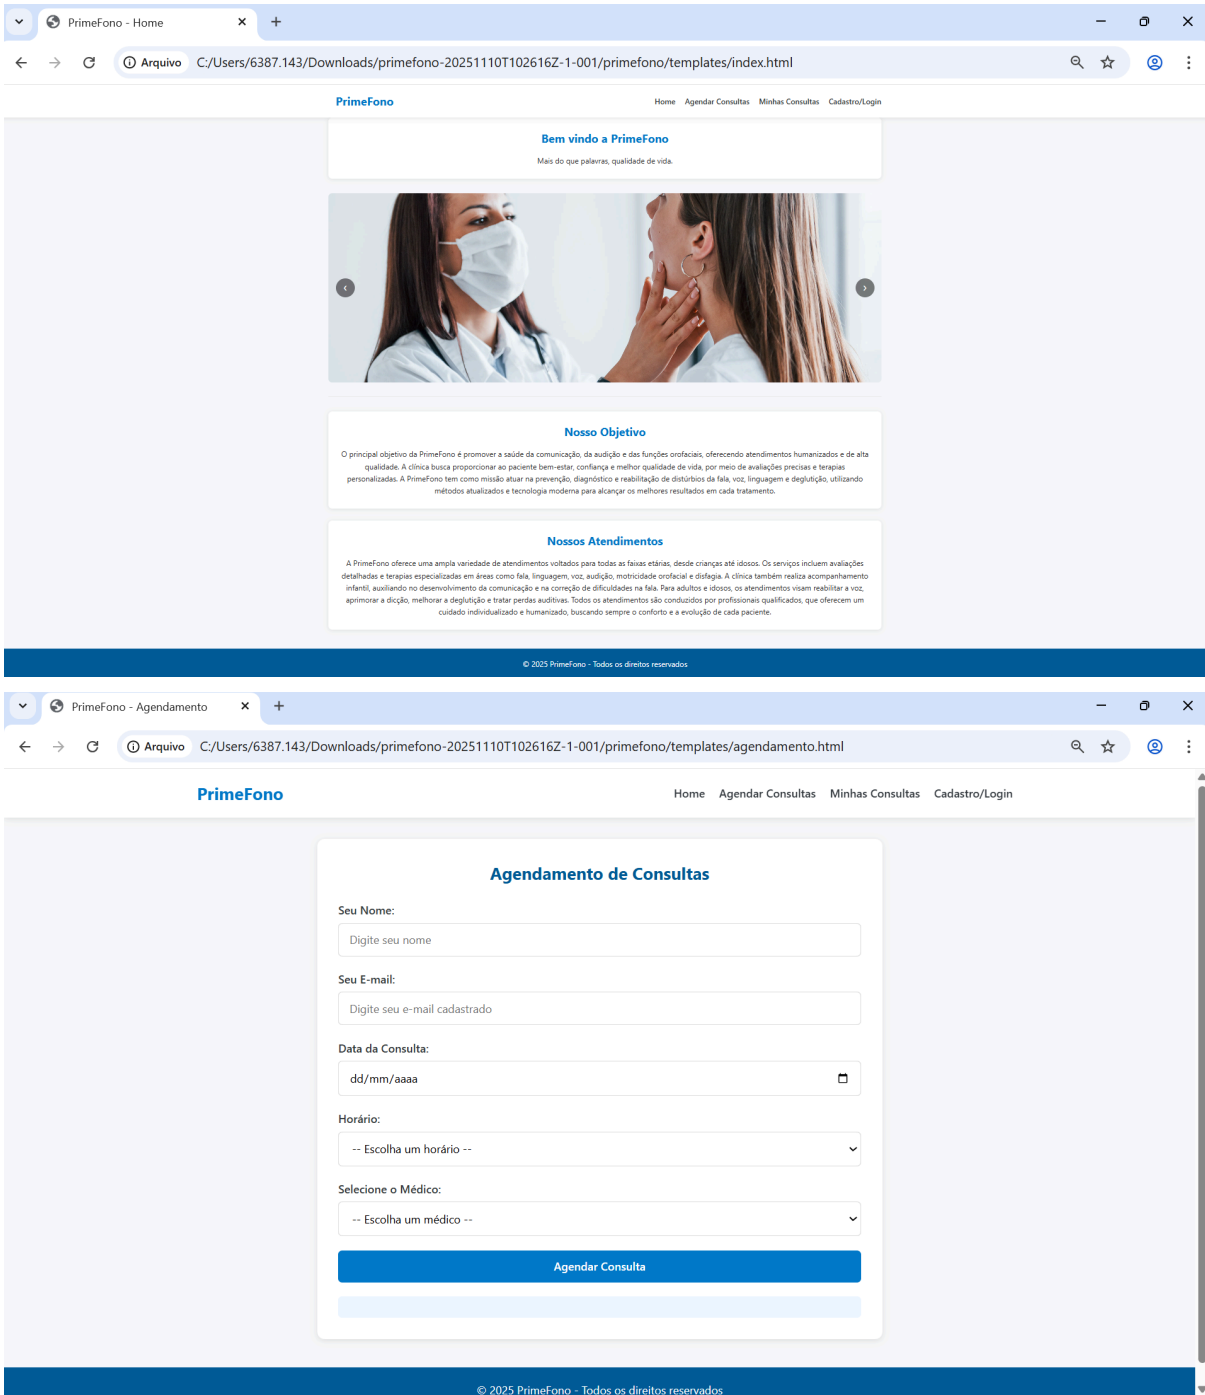 PrimeFono - Home
Arquivo C:/Users/6387.143/Downloads/primefono-20251110T102616Z-1-001/primefono/templates/index.html
PrimeFono
Home Agendar Consultas Minhas Consultas Cadastro/Login
Bem vindo a PrimeFono
Mais do que palavras, qualidade de vida.
Nosso Objetivo
O principal objetivo da PrimeFono é promover a saúde da comunicação, da audição e das funções orofaciais, oferecendo atendimentos humanizados e de alta
qualidade. A clínica busca proporcionar ao paciente bem-estar, confiança e melhor qualidade de vida, por meio de avaliações precisas e terapias
personalizadas. A PrimeFono tem como missão atuar na prevenção, diagnóstico e reabilitação de distúrbios da fala, voz, linguagem e deglutição, utilizando
métodos atualizados e tecnologia moderna para alcançar os melhores resultados em cada tratamento.
Nossos Atendimentos
A PrimeFono oferece uma ampla variedade de atendimentos voltados para todas as faixas etárias, desde crianças até idosos. Os serviços incluem avaliações
detalhadas e terapias especializadas em áreas como fala, linguagem, voz, audição, motricidade orofacial e disfagia. A clínica também realiza acompanhamento
infantil, auxiliando no desenvolvimento da comunicação e na correção de dificuldades na fala. Para adultos e idosos, os atendimentos visam reabilitar a voz,
aprimorar a dicção, melhorar a deglutição e tratar perdas auditivas. Todos os atendimentos são conduzidos por profissionais qualificados, que oferecem um
cuidado individualizado e humanizado, buscando sempre o conforto e a evolução de cada paciente.
© 2025 PrimeFono - Todos os direitos reservados
PrimeFono - Agendamento
Arquivo C:/Users/6387.143/Downloads/primefono-20251110T102616Z-1-001/primefono/templates/agendamento.html
PrimeFono
Home Agendar Consultas Minhas Consultas Cadastro/Login
Agendamento de Consultas
Seu Nome:
Digite seu nome
Seu E-mail:
Digite seu e-mail cadastrado
Data da Consulta:
dd/mm/aaaa
Horário:
-- Escolha um horário --
Selecione o Médico:
-- Escolha um médico --
Agendar Consulta
© 2025 PrimeFono - Todos os direitos reservados